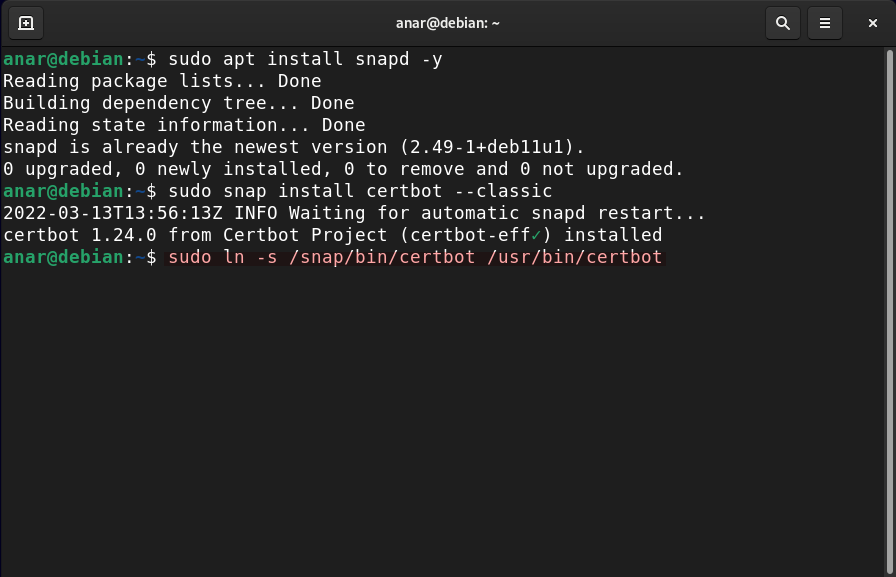 anar@debian: ~
anar@debian:~$ sudo apt install snapd -y
Reading package lists... Done
Building dependency tree... Done
Reading state information... Done
snapd is already the newest version (2.49-1+deb11u1).
0 upgraded, 0 newly installed, 0 to remove and 0 not upgraded.
anar@debian:~$ sudo snap install certbot --classic
2022-03-13T13:56:13Z INFO Waiting for automatic snapd restart...
certbot 1.24.0 from Certbot Project (certbot-eff✓) installed
anar@debian:~$ sudo ln -s /snap/bin/certbot /usr/bin/certbot